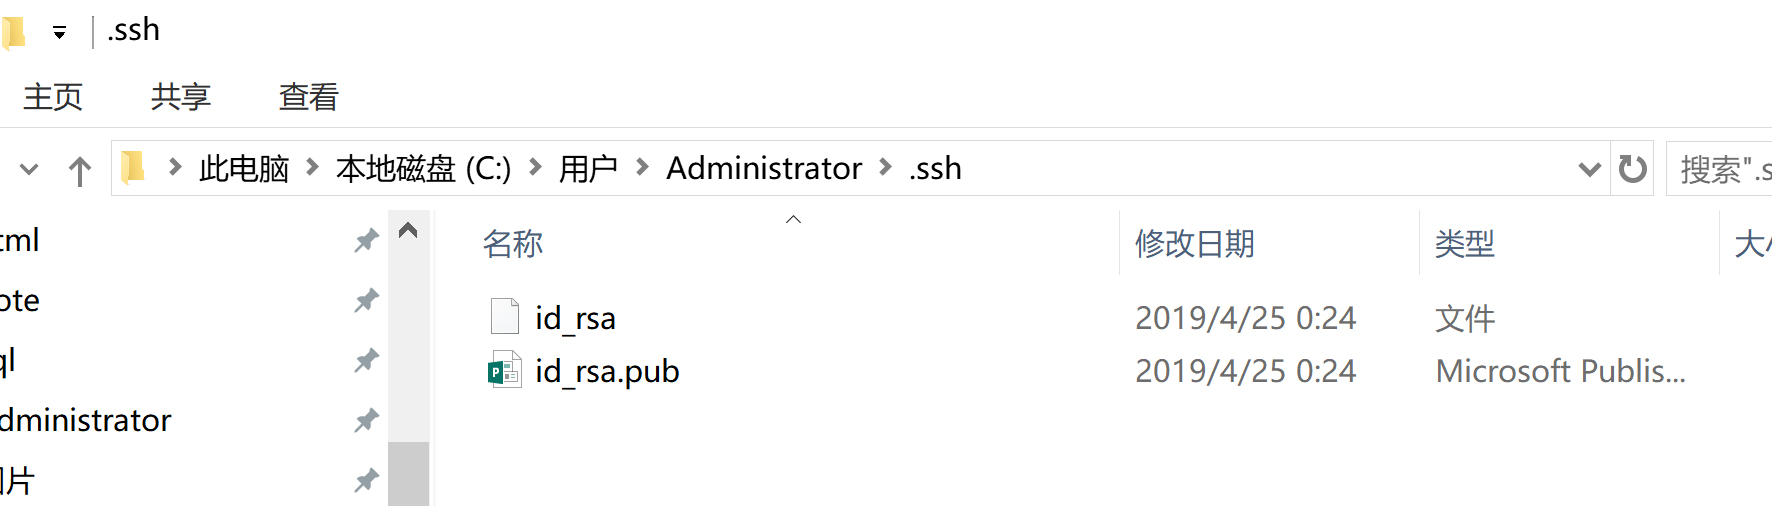 .ssh
主页 共享 查看
此电脑 本地磁盘 (C:) 用户 Administrator .ssh
搜索".s
名称 修改日期 类型
id_rsa 2019/4/25 0:24 文件
id_rsa.pub 2019/4/25 0:24 Microsoft Publis...
tml
ote
ql
dministrator
片